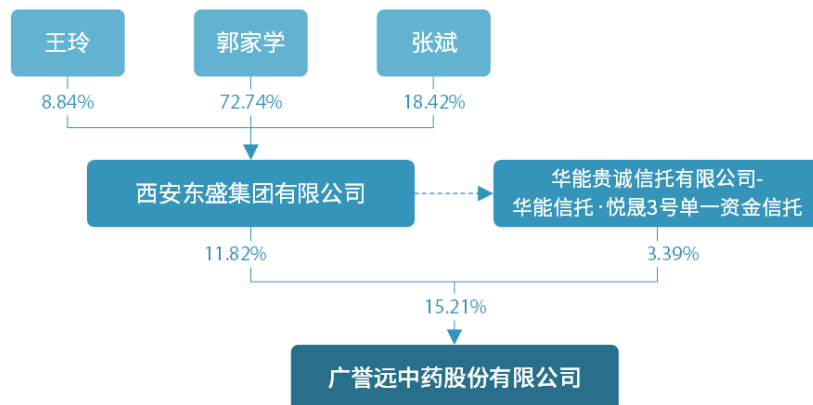 王玲
郭家学
张斌
8.84%
72.74%
18.42%
西安东盛集团有限公司
华能贵诚信托有限公司-
华能信托·悦晟3号单一资金信托
11.82%
3.39%
15.21%
广誉远中药股份有限公司